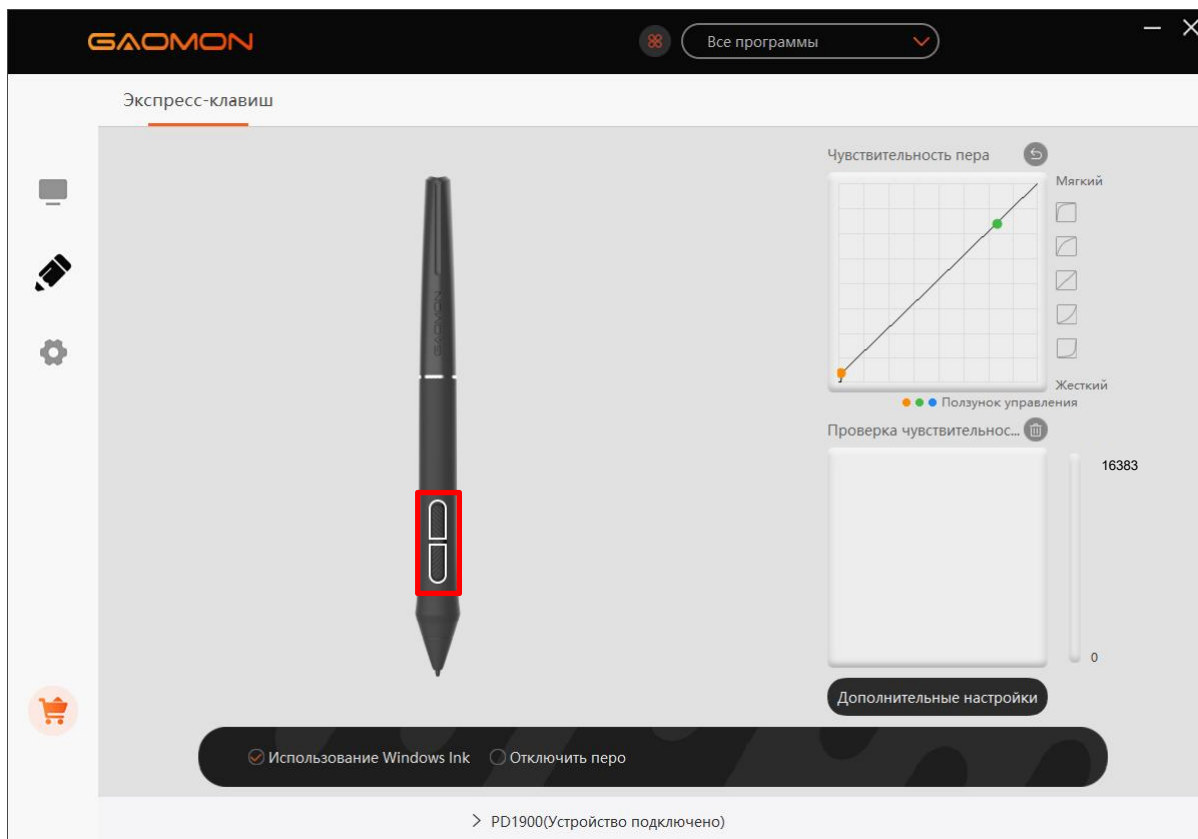 GAOMON
Все программы
Экспресс-клавиш
Чувствительность пера
Мягкий
GAOMON
Жесткий
Ползунок управления
Проверка чувствительнос...
16383
0
Дополнительные настройки
Использование Windows Ink
Отключить перо
PD1900(Устройство подключено)